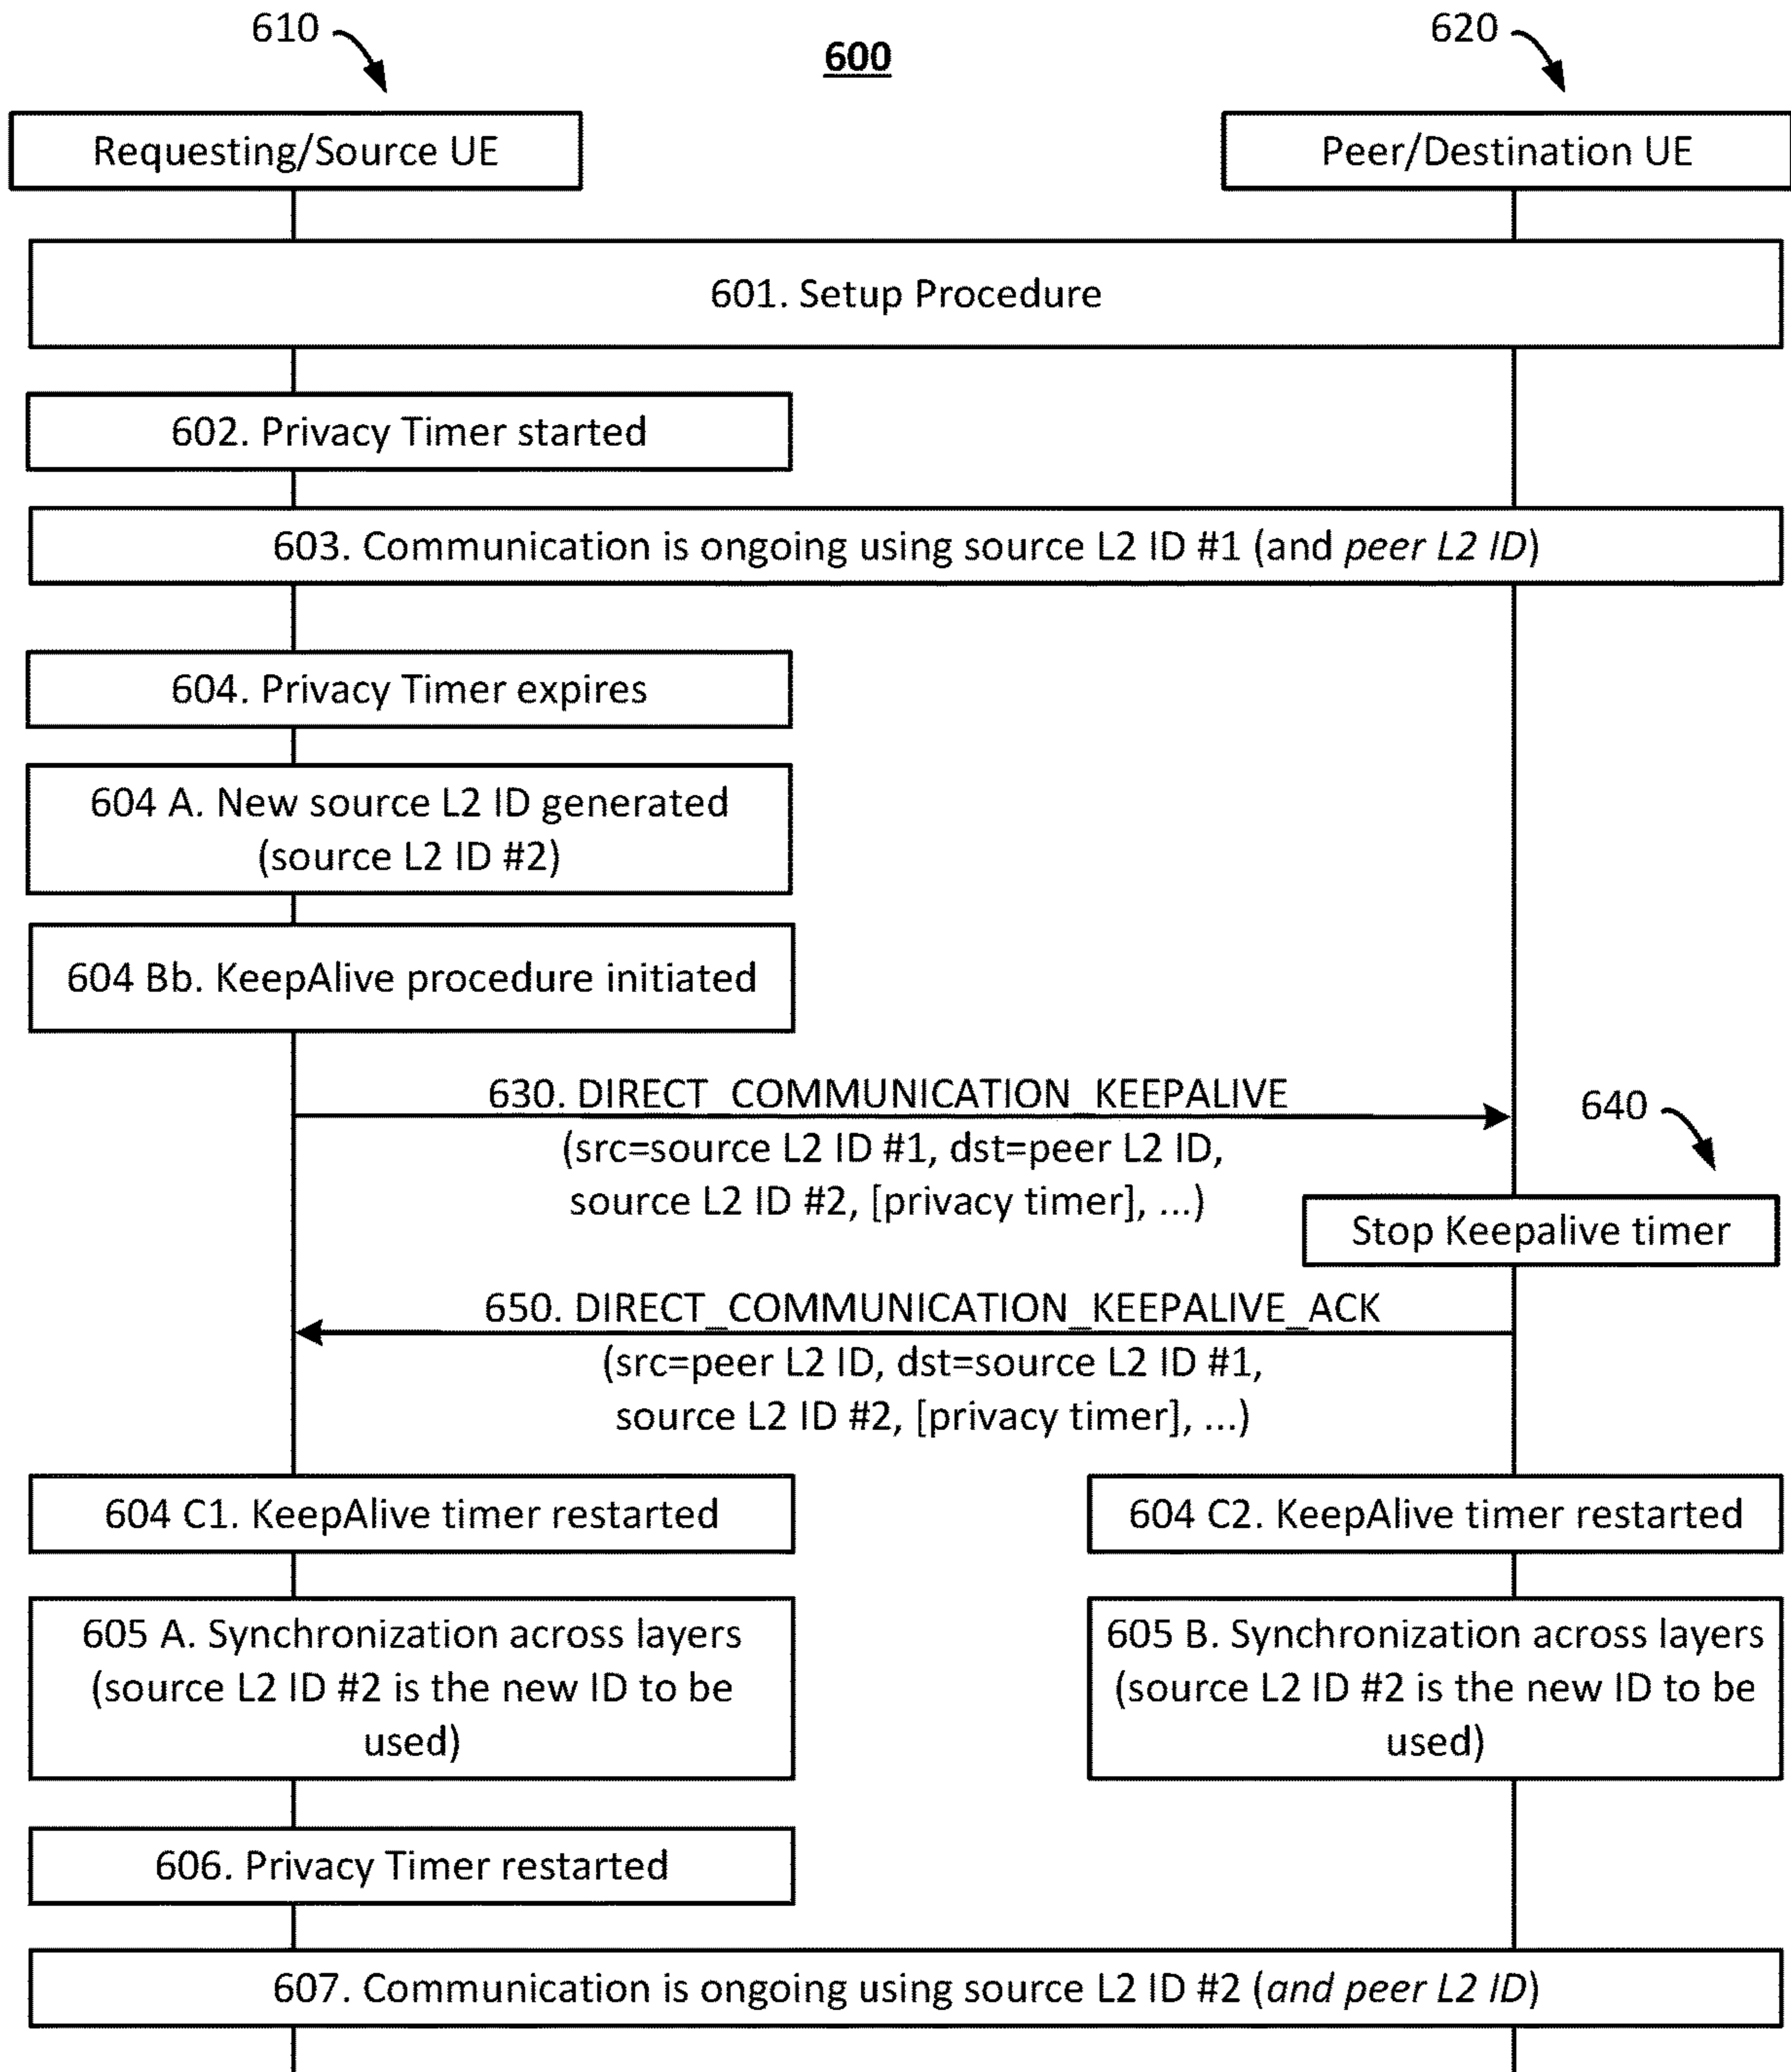 610
600
620
Requesting/Source UE
Peer/Destination UE
601. Setup Procedure
602. Privacy Timer started
603. Communication is ongoing using source L2 ID #1 (and peer L2 ID)
604. Privacy Timer expires
604 A. New source L2 ID generated
(source L2 ID #2)
604 Bb. KeepAlive procedure initiated
630. DIRECT_COMMUNICATION_KEEPALIVE
(src=source L2 ID #1, dst=peer L2 ID,
source L2 ID #2, [privacy timer], ...)
640
Stop Keepalive timer
650. DIRECT_COMMUNICATION_KEEPALIVE_ACK
(src=peer L2 ID, dst=source L2 ID #1,
source L2 ID #2, [privacy timer], ...)
604 C1. KeepAlive timer restarted
604 C2. KeepAlive timer restarted
605 A. Synchronization across layers
(source L2 ID #2 is the new ID to be
used)
605 B. Synchronization across layers
(source L2 ID #2 is the new ID to be
used)
606. Privacy Timer restarted
607. Communication is ongoing using source L2 ID #2 (and peer L2 ID)